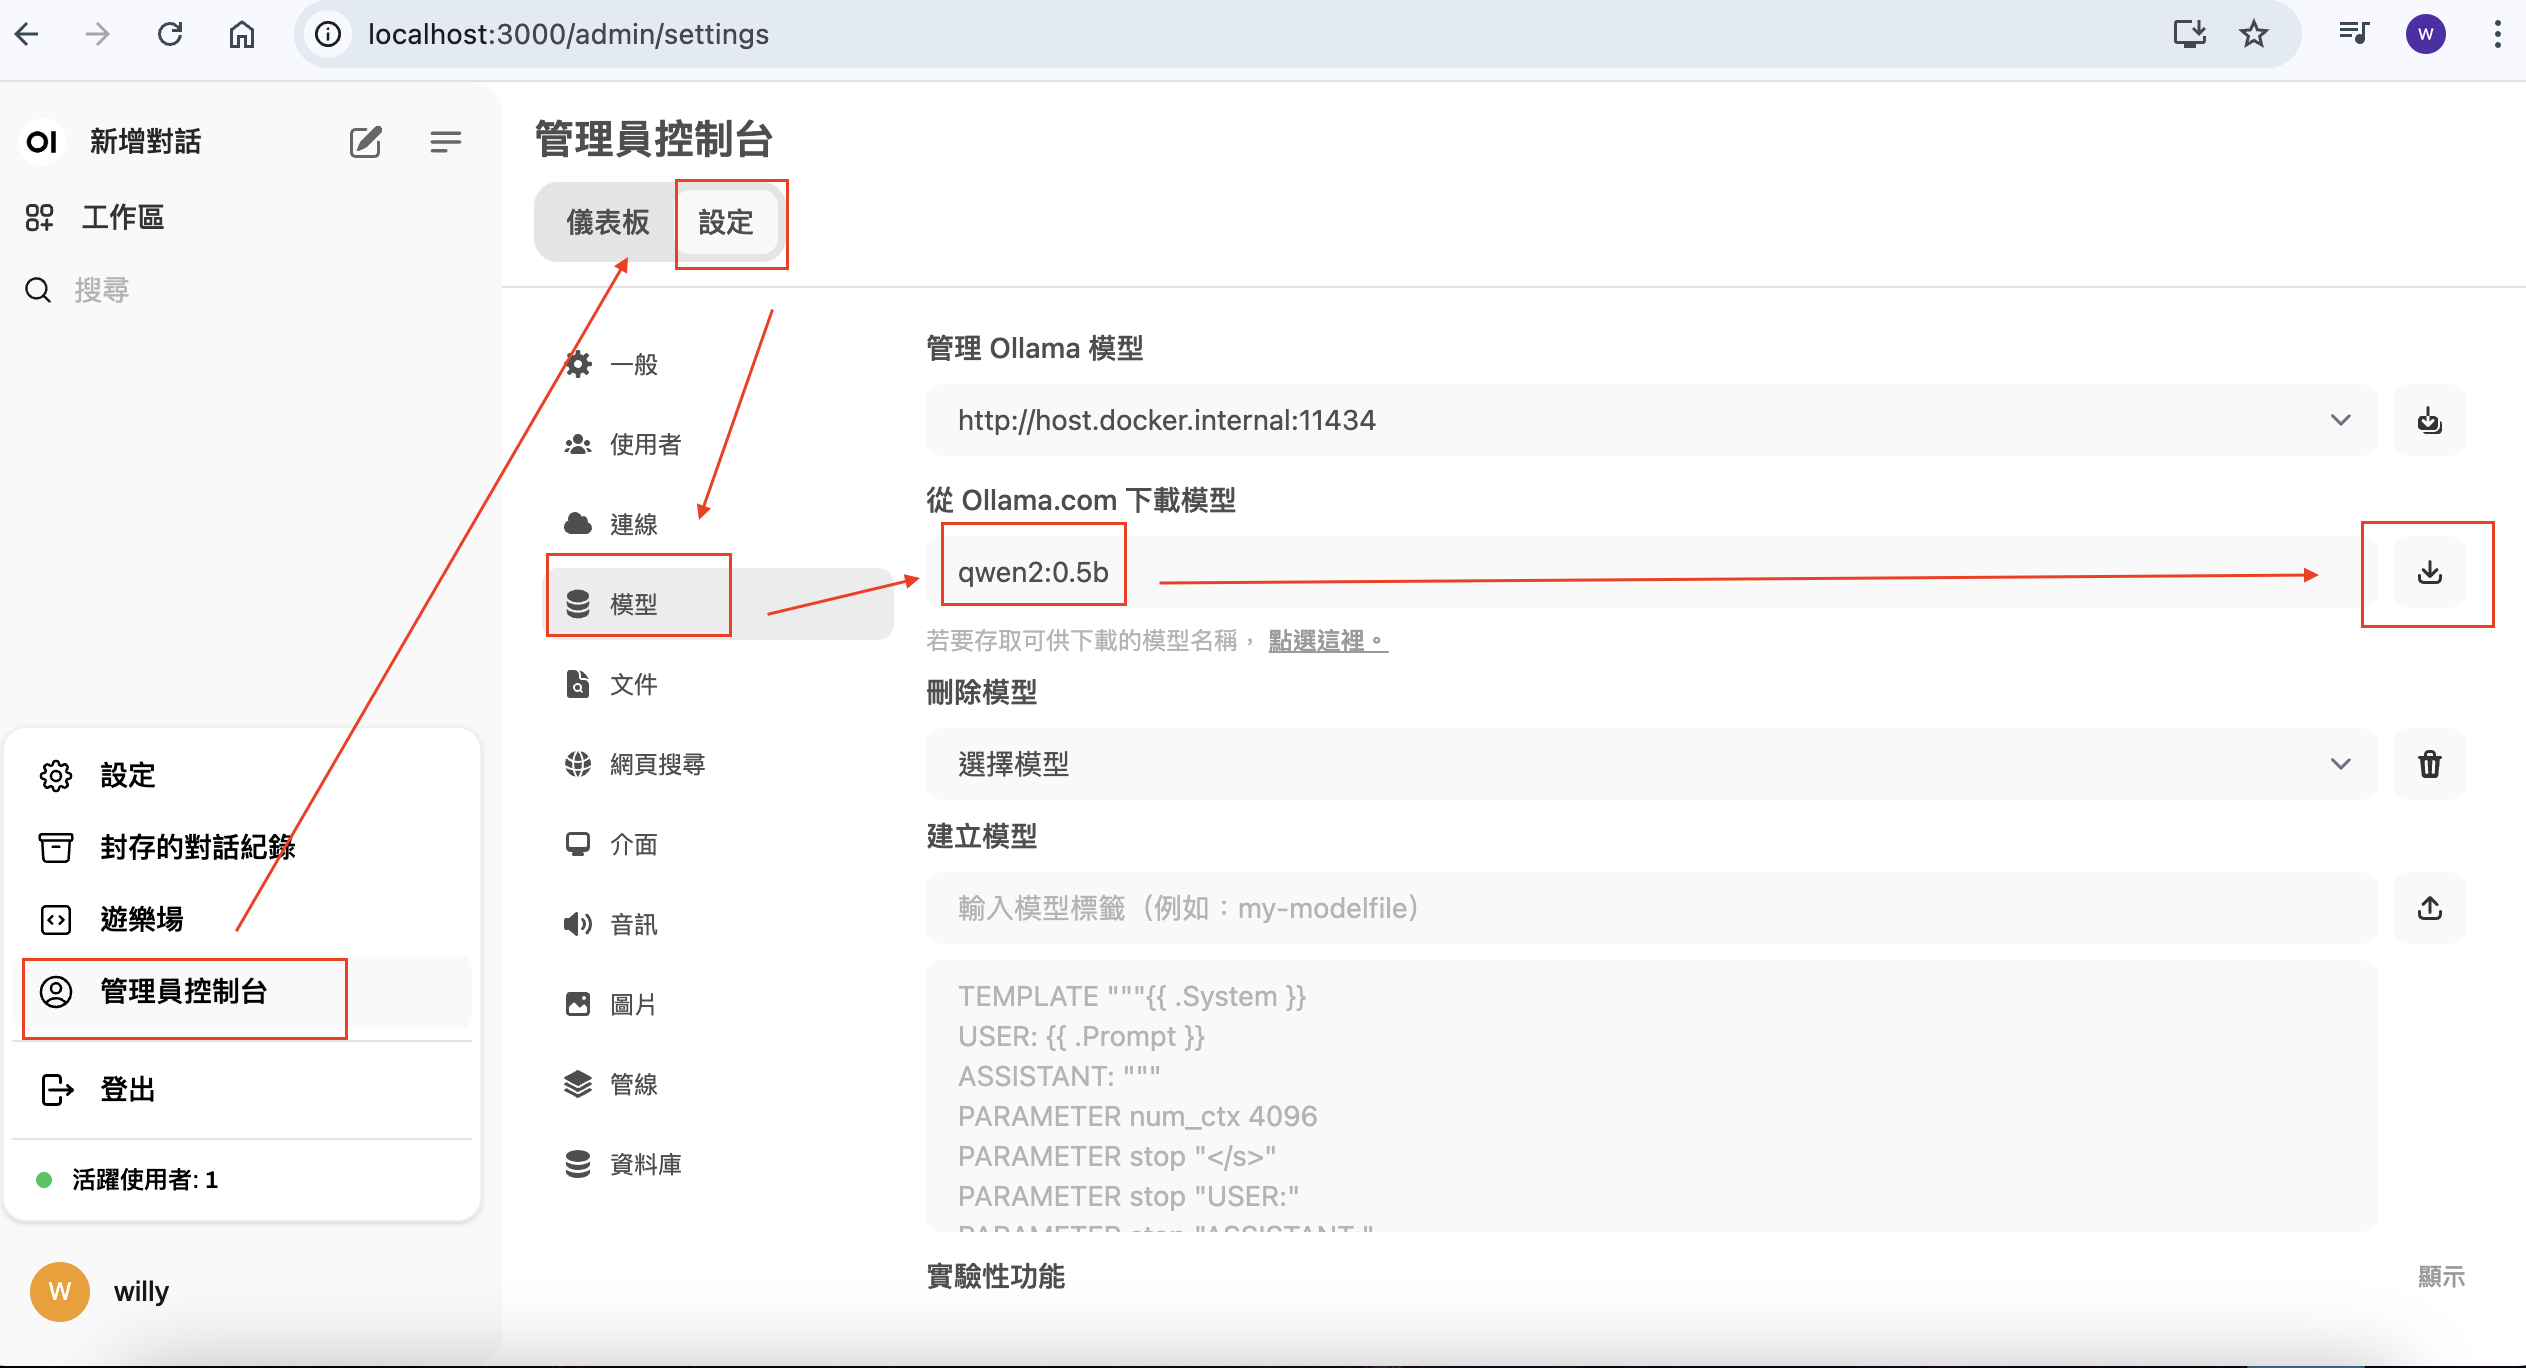 localhost:3000/admin/settings
W
OI 新增對話
工作區
搜尋
管理員控制台
儀表板 設定
一般
使用者
連線
模型
文件
網頁搜尋
介面
音訊
圖片
管線
資料庫
管理 Ollama 模型
http://host.docker.internal:11434
從 Ollama.com 下載模型
qwen2:0.5b
若要存取可供下載的模型名稱， 點選這裡。
刪除模型
選擇模型
建立模型
輸入模型標籤（例如：my-modelfile）
TEMPLATE """{{ .System }}
USER: {{ .Prompt }}
ASSISTANT: """
PARAMETER num_ctx 4096
PARAMETER stop "</s>"
PARAMETER stop "USER:"
PARAMETER stop "ASSISTANT:"
實驗性功能 顯示
設定
封存的對話紀錄
遊樂場
管理員控制台
登出
活躍使用者: 1
W willy